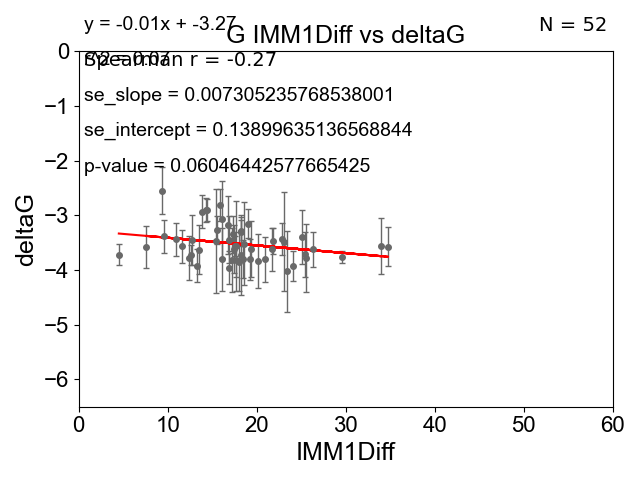 y = -0.01x + -3.27
G IMM1Diff vs deltaG
N = 52
Spearman r = -0.27
se_slope = 0.007305235768538001
se_intercept = 0.13899635136568844
p-value = 0.06046442577665425
deltaG
0
−1
−2
−3
−4
−5
−6
0 10 20 30 40 50 60
IMM1Diff